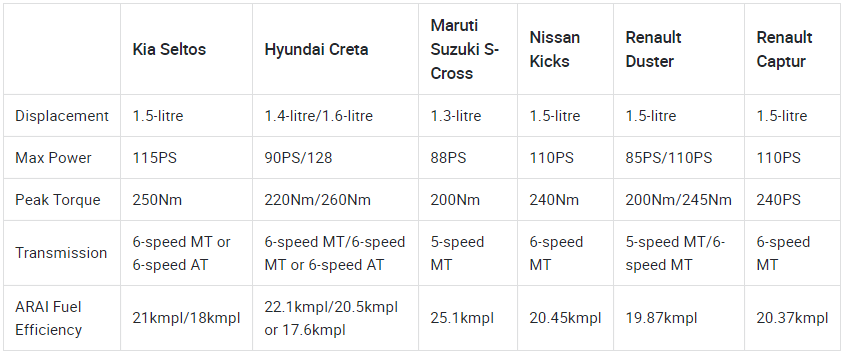 Kia Seltos Hyundai Creta Maruti Suzuki S-Cross Nissan Kicks Renault Duster Renault Captur
Displacement 1.5-litre 1.4-litre/1.6-litre 1.3-litre 1.5-litre 1.5-litre 1.5-litre
Max Power 115PS 90PS/128 88PS 110PS 85PS/110PS 110PS
Peak Torque 250Nm 220Nm/260Nm 200Nm 240Nm 200Nm/245Nm 240PS
Transmission 6-speed MT or 6-speed AT 6-speed MT/6-speed MT or 6-speed AT 5-speed MT 6-speed MT 5-speed MT/6-speed MT 6-speed MT
ARAI Fuel Efficiency 21kmpl/18kmpl 22.1kmpl/20.5kmpl or 17.6kmpl 25.1kmpl 20.45kmpl 19.87kmpl 20.37kmpl